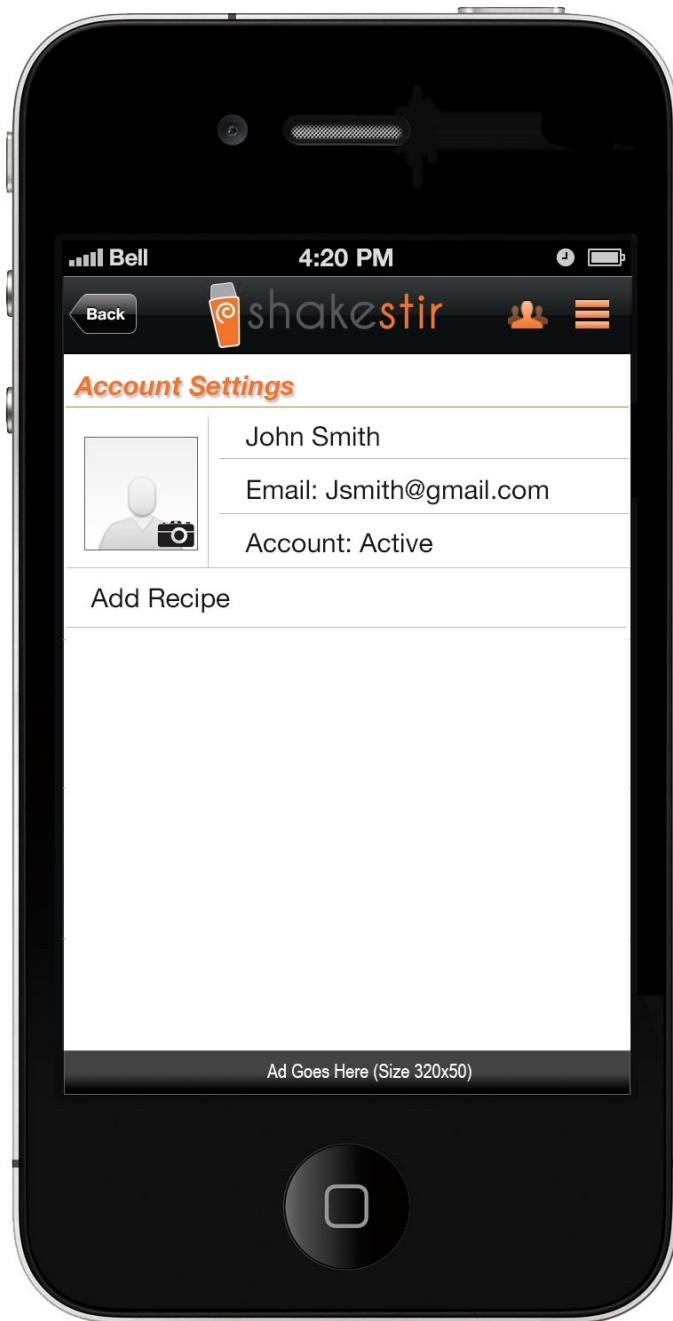 Bell 4:20 PM
Back shakestir
Account Settings
John Smith
Email: Jsmith@gmail.com
Account: Active
Add Recipe
Ad Goes Here (Size 320x50)